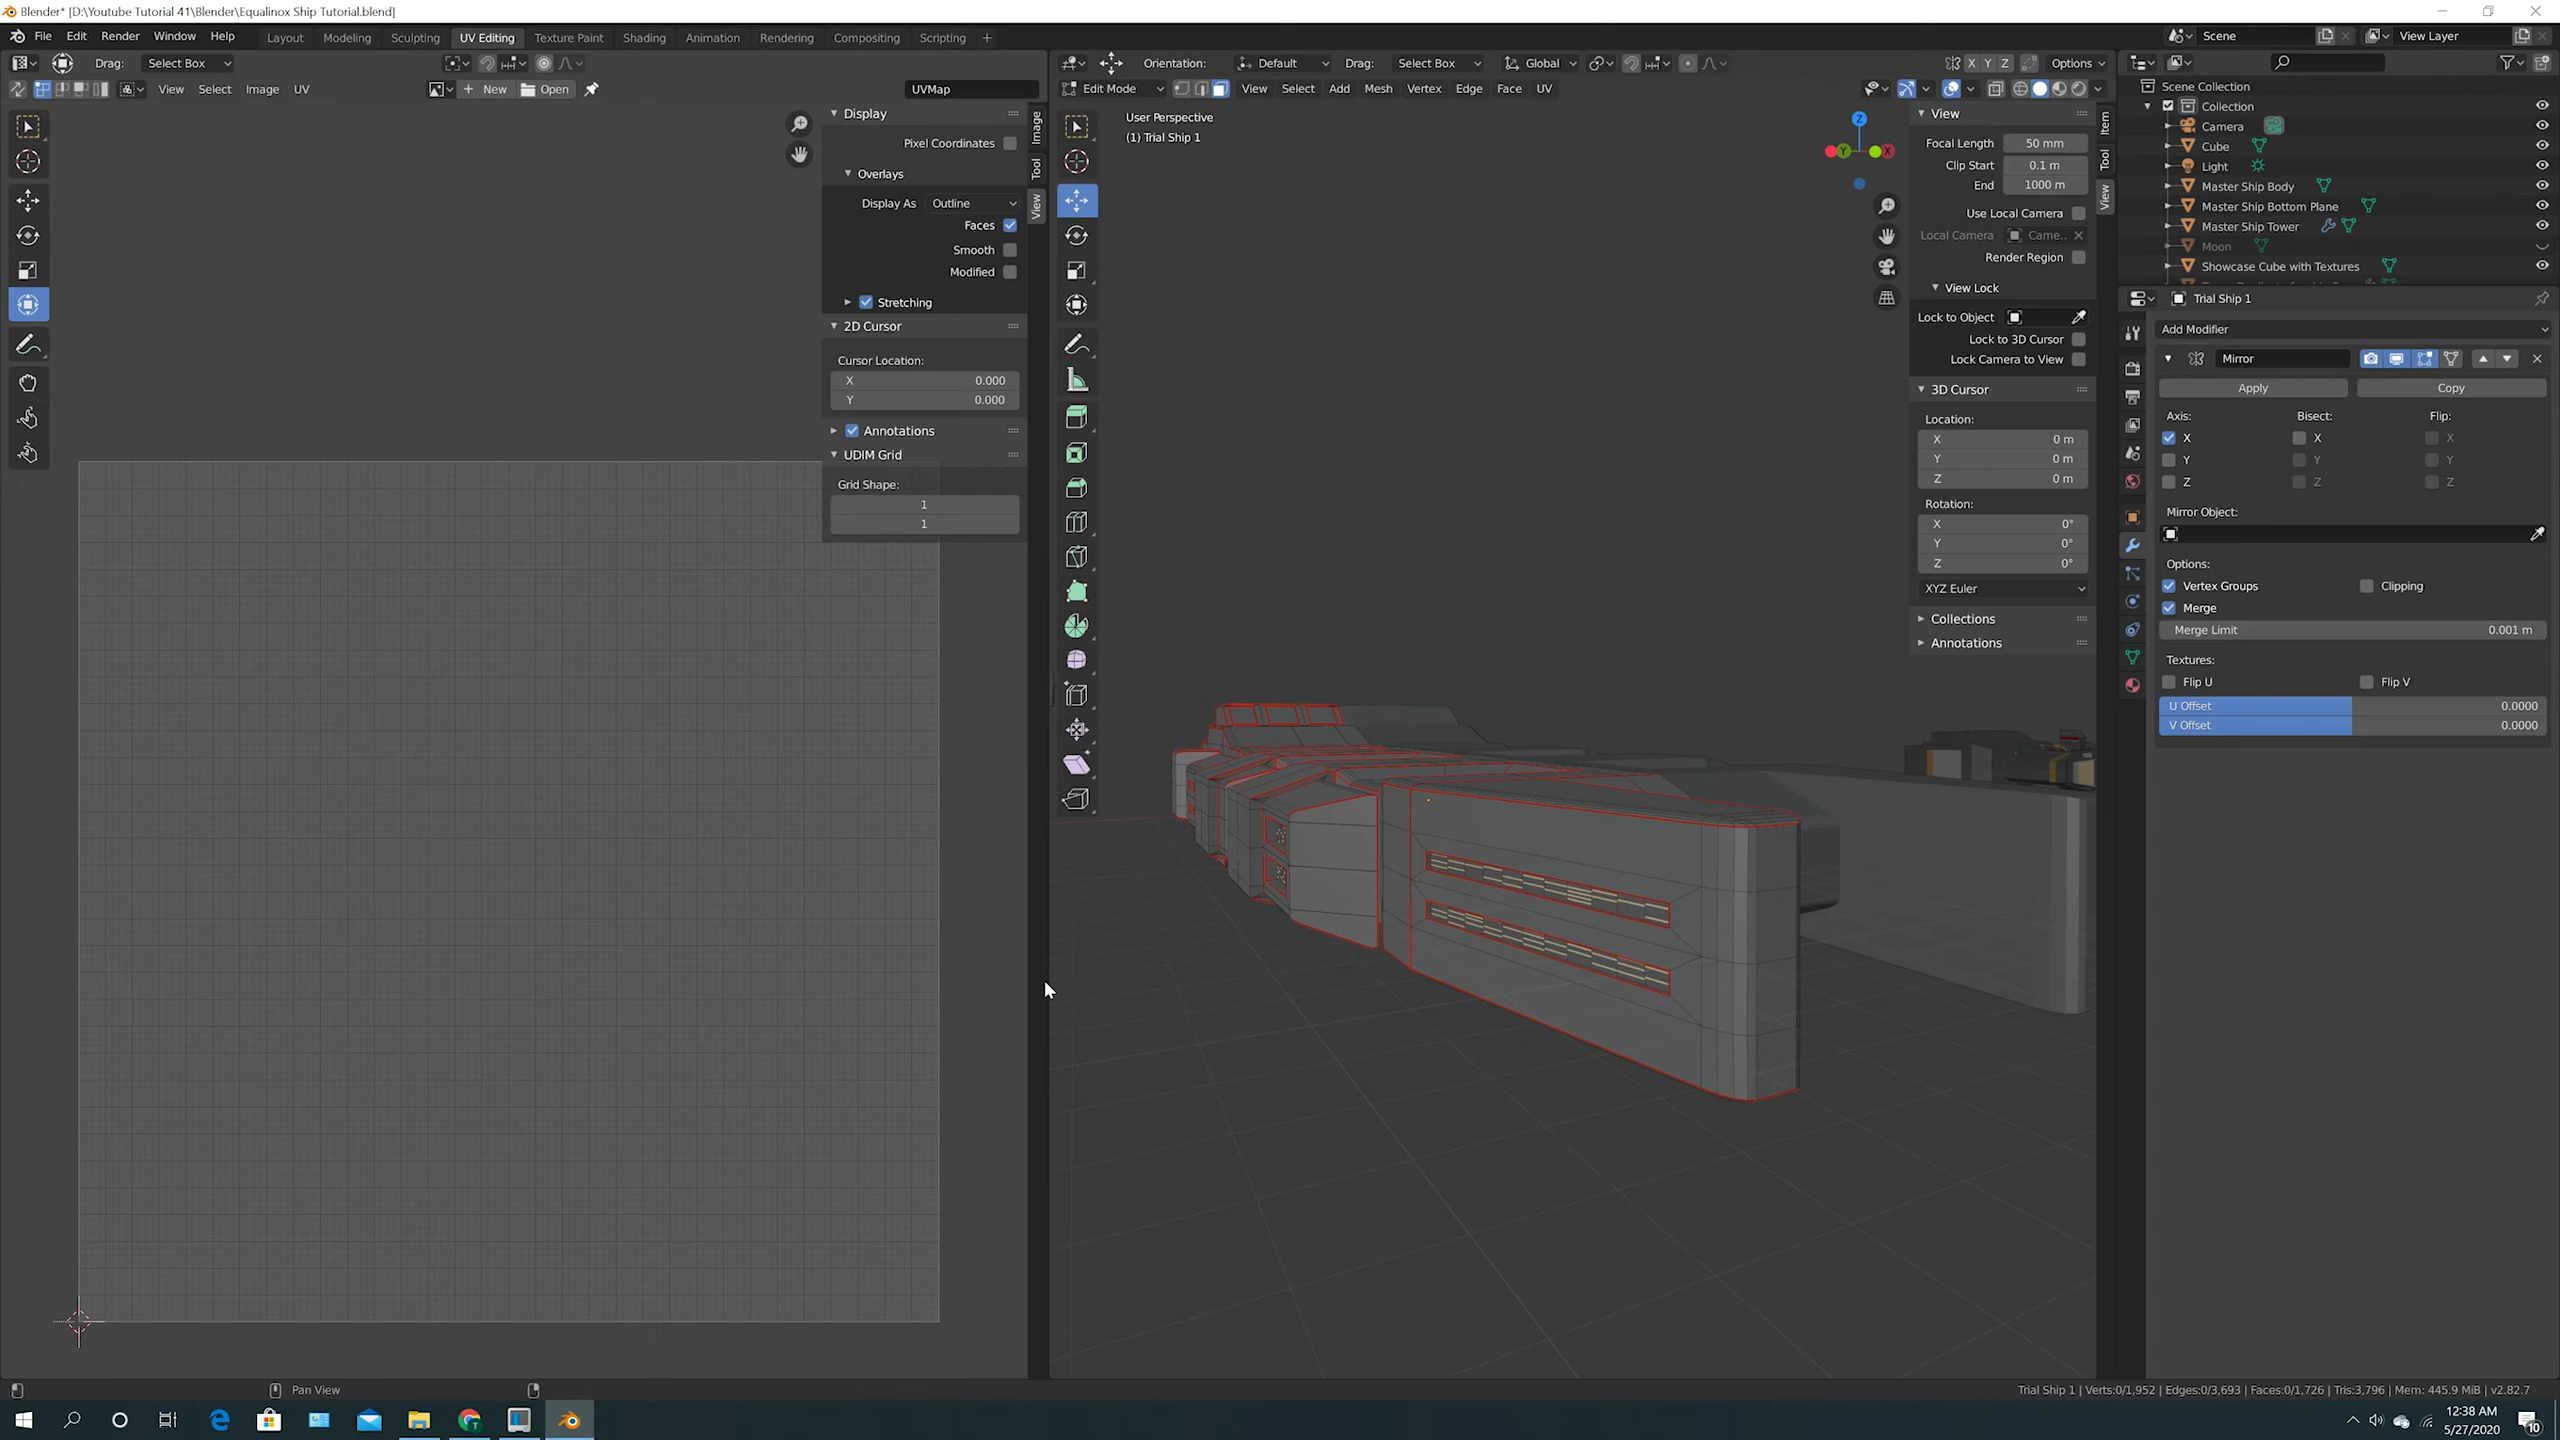 Blender* [D:\Youtube Tutorial 41\Blender\Equalinox Ship Tutorial.blend]
File Edit Render Window Help Layout Modeling Sculpting UV Editing Texture Paint Shading Animation Rendering Compositing Scripting + Scene View Layer
Drag: Select Box Orientation: Default Drag: Select Box Global X Y Z Options
View Select Image UV New Open UVMap Edit Mode View Select Add Mesh Vertex Edge Face UV
Display
Pixel Coordinates
Overlays
Display As Outline
Faces
Smooth
Modified
Stretching
2D Cursor
Cursor Location:
X 0.000
Y 0.000
Annotations
UDIM Grid
Grid Shape:
1
1
Image
Tool
View
User Perspective
(1) Trial Ship 1
Z
Y
X
View
Focal Length 50 mm
Clip Start 0.1 m
End 1000 m
Use Local Camera
Local Camera Came..
Render Region
View Lock
Lock to Object
Lock to 3D Cursor
Lock Camera to View
3D Cursor
Location:
X 0 m
Y 0 m
Z 0 m
Rotation:
X 0°
Y 0°
Z 0°
XYZ Euler
Collections
Annotations
Item
Tool
View
Scene Collection
Collection
Camera
Cube
Light
Master Ship Body
Master Ship Bottom Plane
Master Ship Tower
Moon
Showcase Cube with Textures
Trial Ship 1
Add Modifier
Mirror
Apply Copy
Axis: Bisect: Flip:
X X X
Y Y Y
Z Z Z
Mirror Object:
Options:
Vertex Groups Clipping
Merge
Merge Limit 0.001 m
Textures:
Flip U Flip V
U Offset 0.0000
V Offset 0.0000
Pan View
Trial Ship 1 | Verts:0/1,952 | Edges:0/3,693 | Faces:0/1,726 | Tris:3,796 | Mem: 445.9 MiB | v2.82.7
12:38 AM
5/27/2020
10